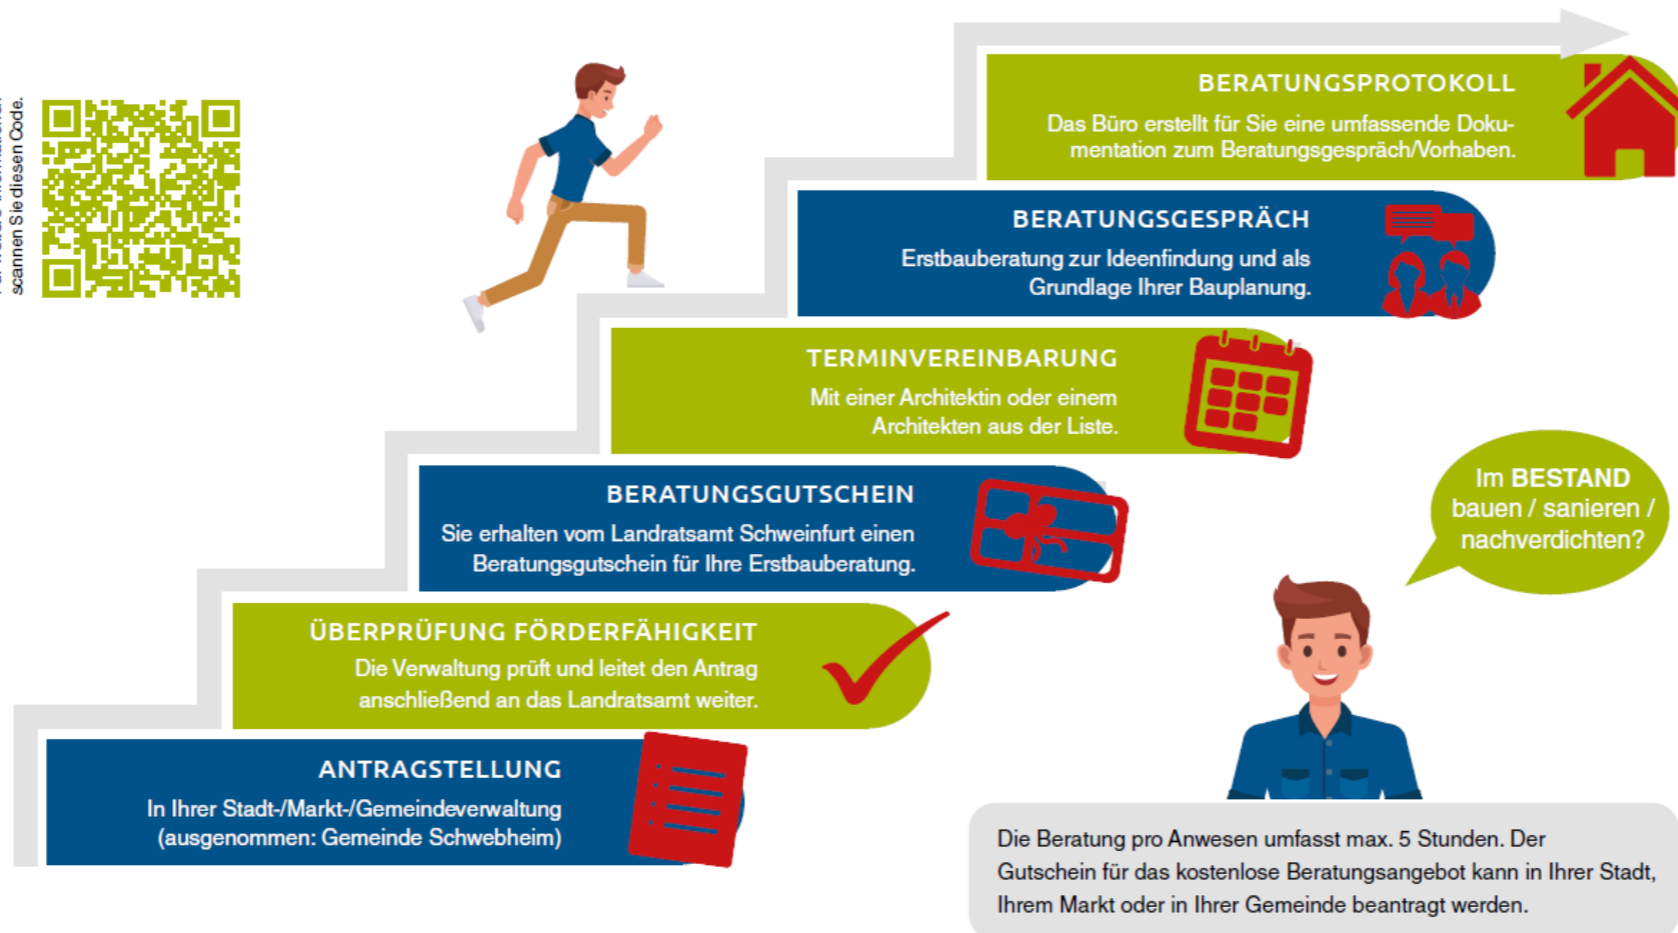 scannen Sie diesen Code.
BERATUNGSPROTOKOLL
Das Büro erstellt für Sie eine umfassende Doku-
mentation zum Beratungsgespräch/Vorhaben.
BERATUNGSGESPRÄCH
Erstbauberatung zur Ideenfindung und als
Grundlage Ihrer Bauplanung.
TERMINVEREINBARUNG
Mit einer Architektin oder einem
Architekten aus der Liste.
BERATUNGSGUTSCHEIN
Sie erhalten vom Landratsamt Schweinfurt einen
Beratungsgutschein für Ihre Erstbauberatung.
ÜBERPRÜFUNG FÖRDERFÄHIGKEIT
Die Verwaltung prüft und leitet den Antrag
anschließend an das Landratsamt weiter.
ANTRAGSTELLUNG
In Ihrer Stadt-/Markt-/Gemeindeverwaltung
(ausgenommen: Gemeinde Schwebheim)
Im BESTAND
bauen / sanieren /
nachverdichten?
Die Beratung pro Anwesen umfasst max. 5 Stunden. Der
Gutschein für das kostenlose Beratungsangebot kann in Ihrer Stadt,
Ihrem Markt oder in Ihrer Gemeinde beantragt werden.